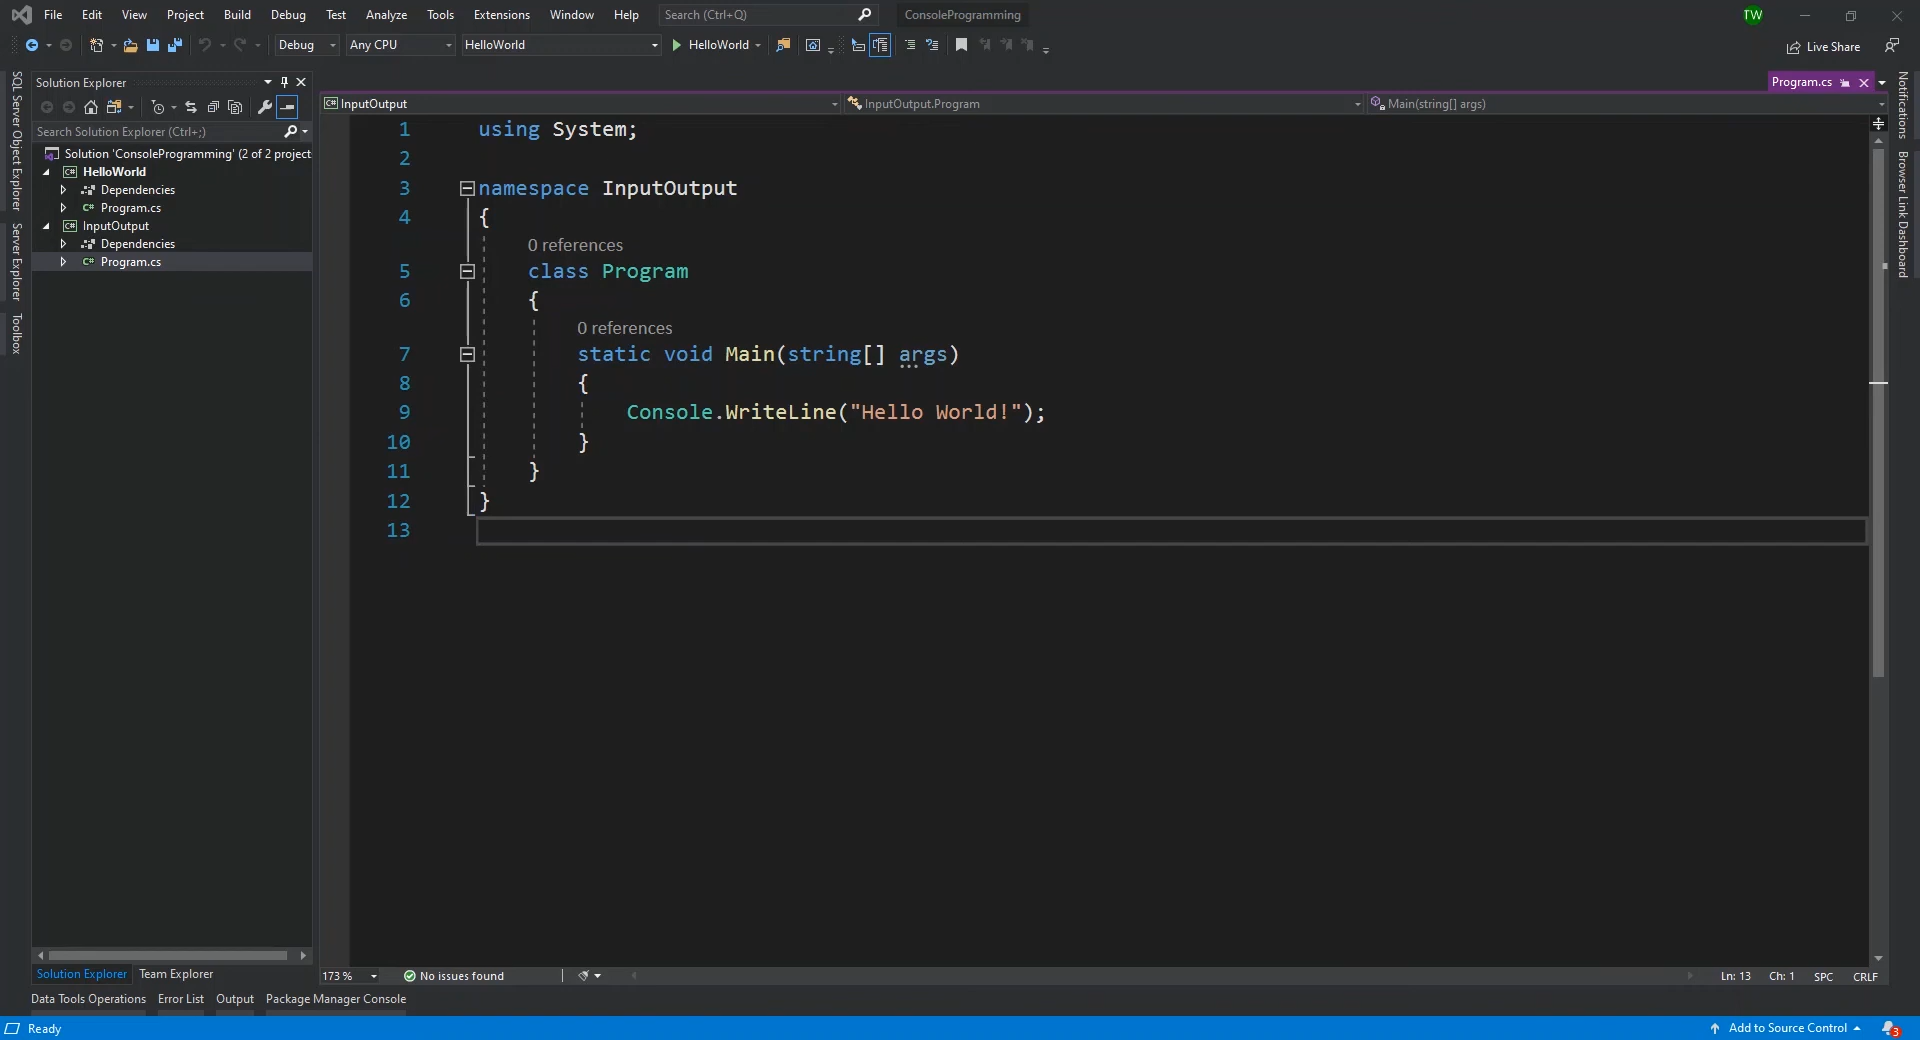 File Edit View Project Build Debug Test Analyze Tools Extensions Window Help Search (Ctrl+Q) ConsoleProgramming TW
Debug Any CPU HelloWorld HelloWorld Live Share
SQL Server Object Explorer
Server Explorer
Toolbox
Solution Explorer
Search Solution Explorer (Ctrl+;)
Solution 'ConsoleProgramming' (2 of 2 project
HelloWorld
Dependencies
C# Program.cs
InputOutput
Dependencies
C# Program.cs
Program.cs
C# InputOutput InputOutput.Program Main(string[] args)
1 using System;
2
3 namespace InputOutput
4 {
0 references
5 class Program
6 {
0 references
7 static void Main(string[] args)
8 {
9 Console.WriteLine("Hello World!");
10 }
11 }
12 }
13
Notifications
Browser Link Dashboard
173 % No issues found Ln: 13 Ch: 1 SPC CRLF
Solution Explorer Team Explorer
Data Tools Operations Error List Output Package Manager Console
Ready Add to Source Control 3